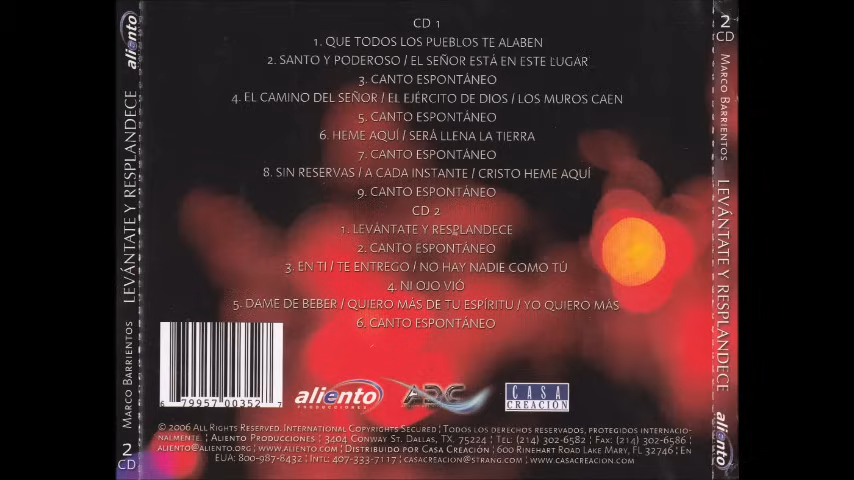 CD 1
1. QUE TODOS LOS PUEBLOS TE ALABEN
2. SANTO Y PODEROSO / EL SEÑOR ESTÁ EN ESTE LUGAR
3. CANTO ESPONTÁNEO
4. EL CAMINO DEL SEÑOR / EL EJÉRCITO DE DIOS / LOS MUROS CAEN
5. CANTO ESPONTÁNEO
6. HEME AQUÍ / SERÁ LLENA LA TIERRA
7. CANTO ESPONTÁNEO
8. SIN RESERVAS / A CADA INSTANTE / CRISTO HEME AQUÍ
9. CANTO ESPONTÁNEO
CD 2
1. LEVÁNTATE Y RESPLANDECE
2. CANTO ESPONTÁNEO
3. EN TI / TE ENTREGO / NO HAY NADIE COMO TÚ
4. NI OJO VIÓ
5. DAME DE BEBER / QUIERO MÁS DE TU ESPÍRITU / YO QUIERO MÁS
6. CANTO ESPONTÁNEO
6 79957 00352 7
aliento
PRODUCCIONES
ABC
CASA
CREACIÓN
© 2006 ALL RIGHTS RESERVED. INTERNATIONAL COPYRIGHTS SECURED ¦ TODOS LOS DERECHOS RESERVADOS, PROTEGIDOS INTERNACIO-
NALMENTE. ¦ ALIENTO PRODUCCIONES ¦ 3404 CONWAY ST. DALLAS, TX. 75224 ¦ TEL: (214) 302-6582 ¦ FAX: (214) 302-6586 ¦
ALIENTO@ALIENTO.ORG ¦ WWW.ALIENTO.COM ¦ DISTRIBUIDO POR CASA CREACIÓN ¦ 600 RINEHART ROAD LAKE MARY, FL 32746 ¦ EN
EUA: 800-987-8432 ¦ INTL: 407-333-7117 ¦ CASACREACION@STRANG.COM ¦ WWW.CASACREACION.COM
2
CD
MARCO BARRIENTOS
LEVÁNTATE Y RESPLANDECE
aliento
2
CD
MARCO BARRIENTOS
LEVÁNTATE Y RESPLANDECE
aliento